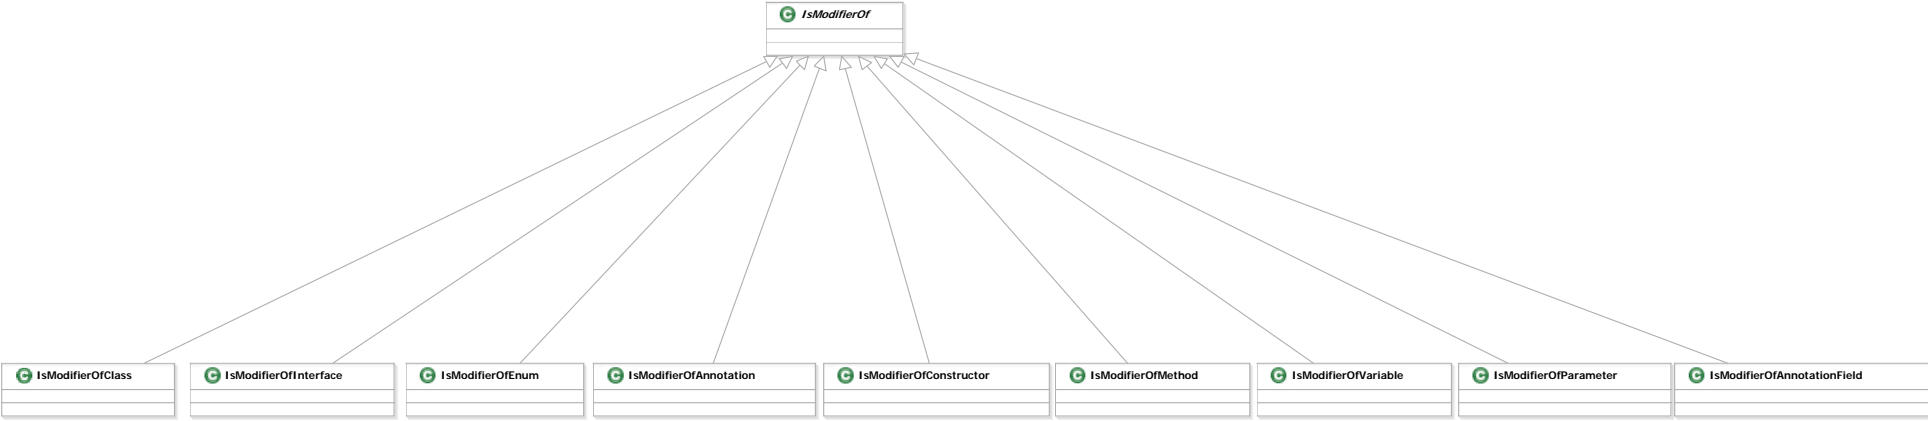 IsModifierOf
IsModifierOfClass
IsModifierOfInterface
IsModifierOfEnum
IsModifierOfAnnotation
IsModifierOfConstructor
IsModifierOfMethod
IsModifierOfVariable
IsModifierOfParameter
IsModifierOfAnnotationField